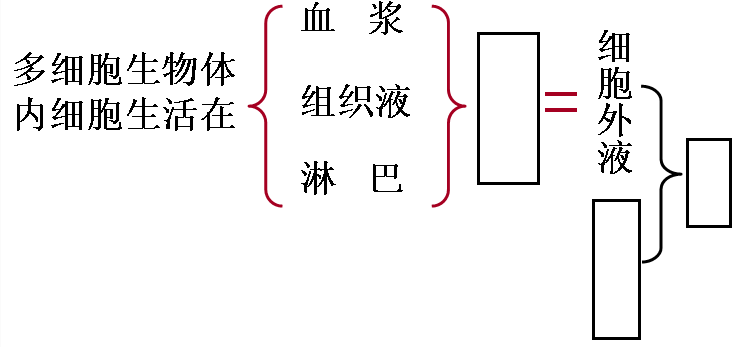 多细胞生物体
内细胞生活在
血 浆
组织液
淋 巴
=
细胞外液